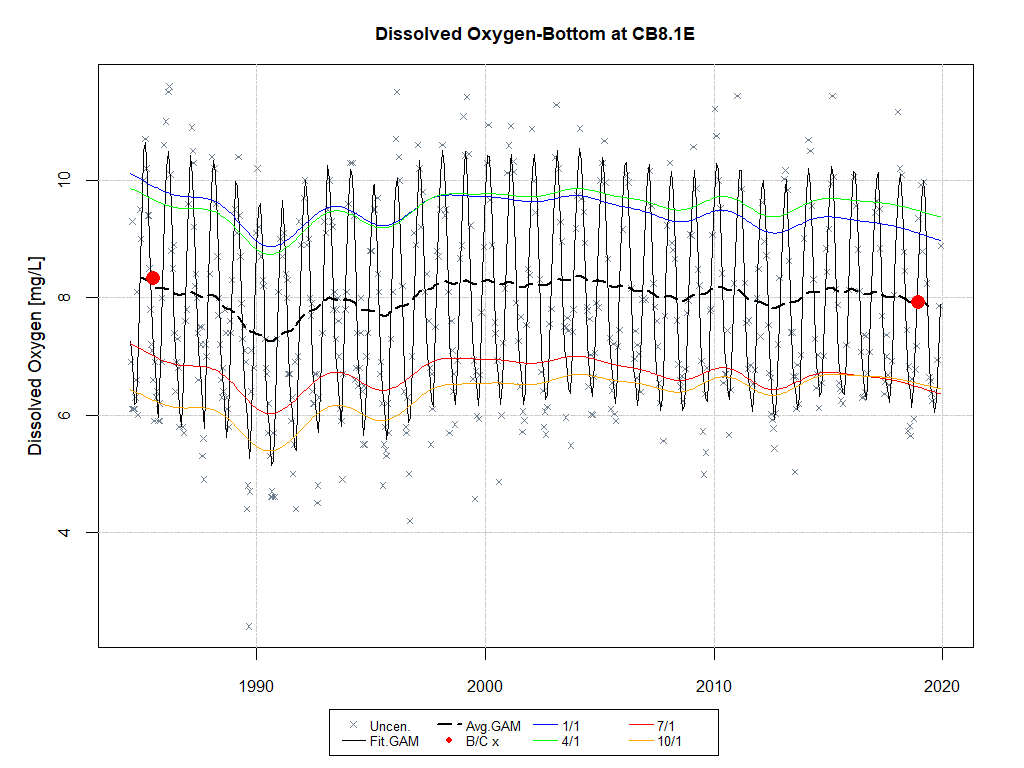 Dissolved Oxygen-Bottom at CB8.1E
Dissolved Oxygen [mg/L]
10
8
6
4
1990 2000 2010 2020
Uncen. Avg.GAM 1/1 7/1
Fit.GAM B/C x 4/1 10/1